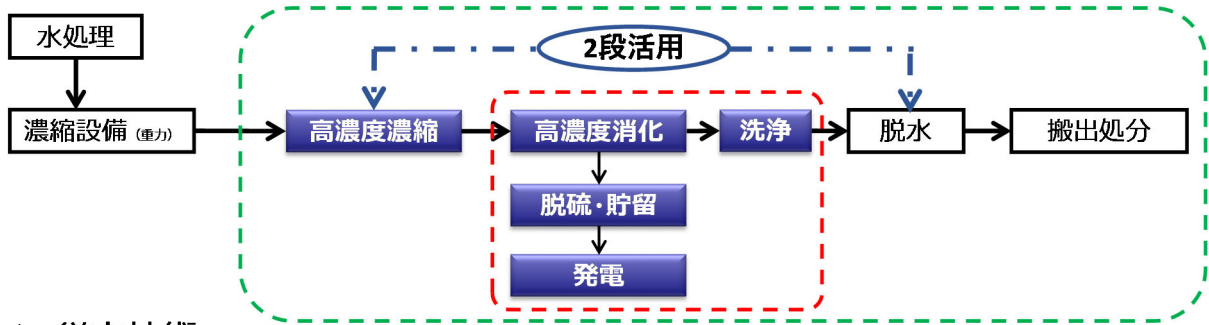 水処理
2段活用
濃縮設備（重力）
高濃度濃縮
高濃度消化
洗浄
脱水
搬出処分
脱硫・貯留
発電